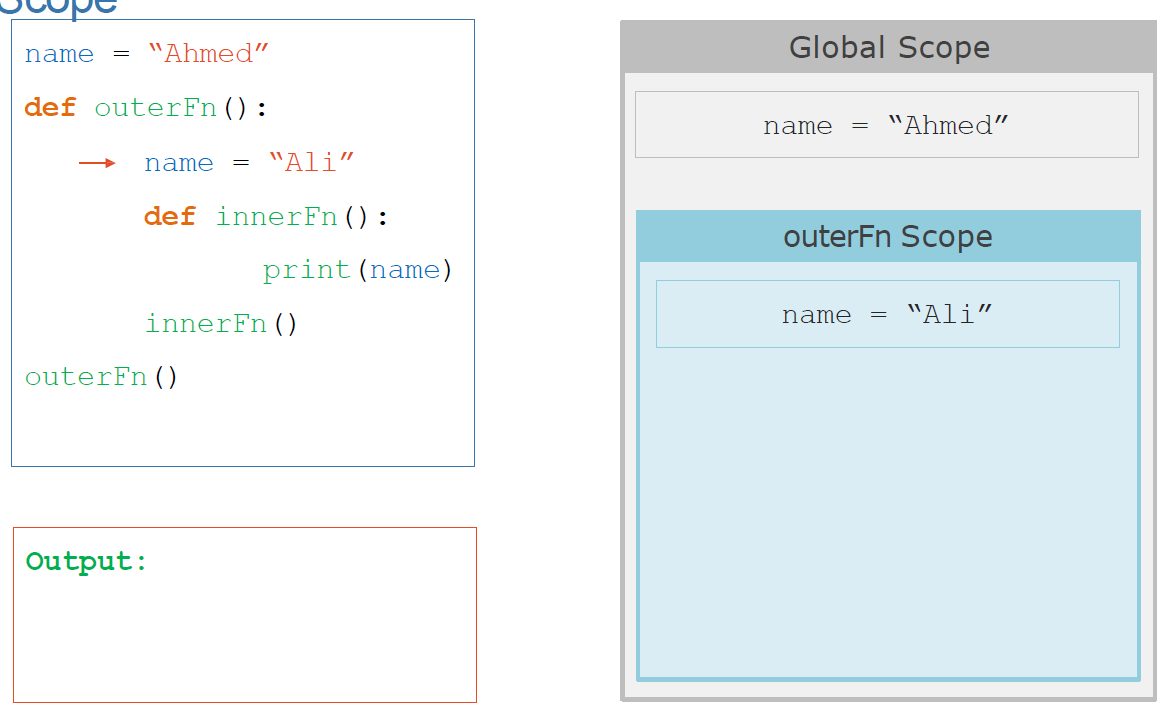 Scope
name = “Ahmed”
def outerFn():
name = “Ali”
def innerFn():
print(name)
innerFn()
outerFn()
Output:
Global Scope
name = “Ahmed”
outerFn Scope
name = “Ali”